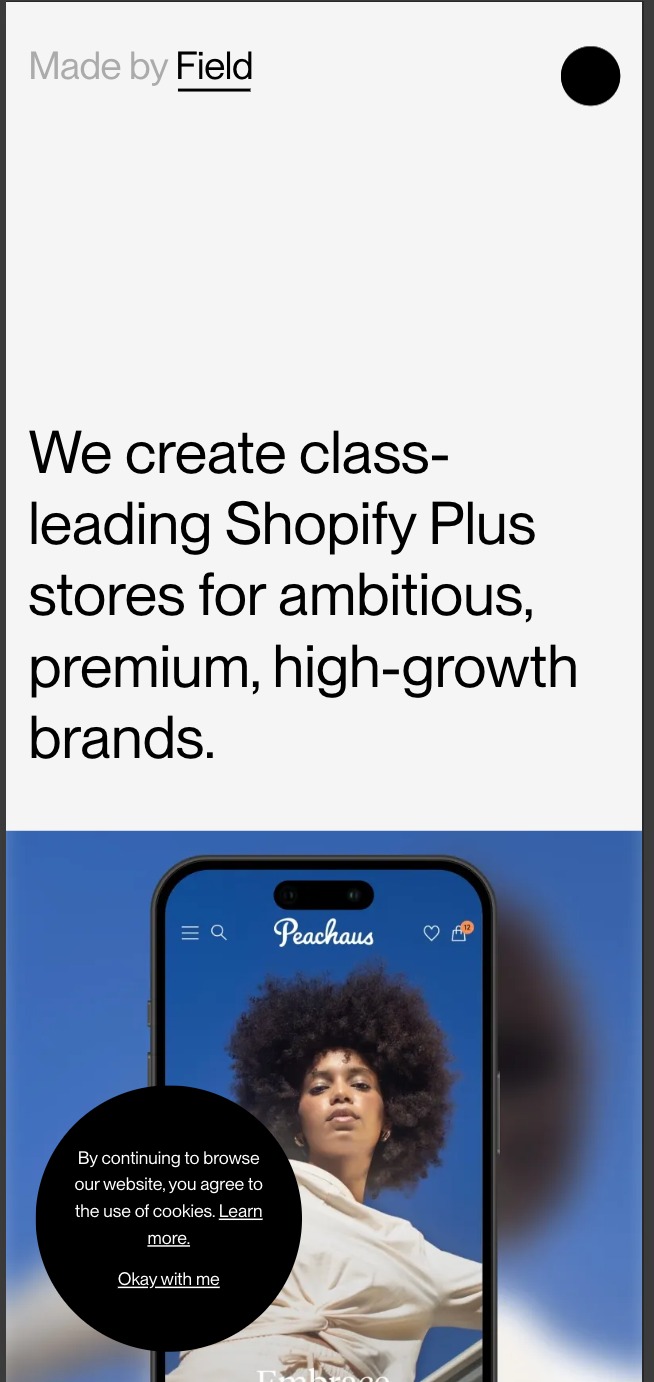 Made by Field
We create class-
leading Shopify Plus
stores for ambitious,
premium, high-growth
brands.
Peachaus
12
By continuing to browse
our website, you agree to
the use of cookies. Learn
more.
Okay with me
Embrace